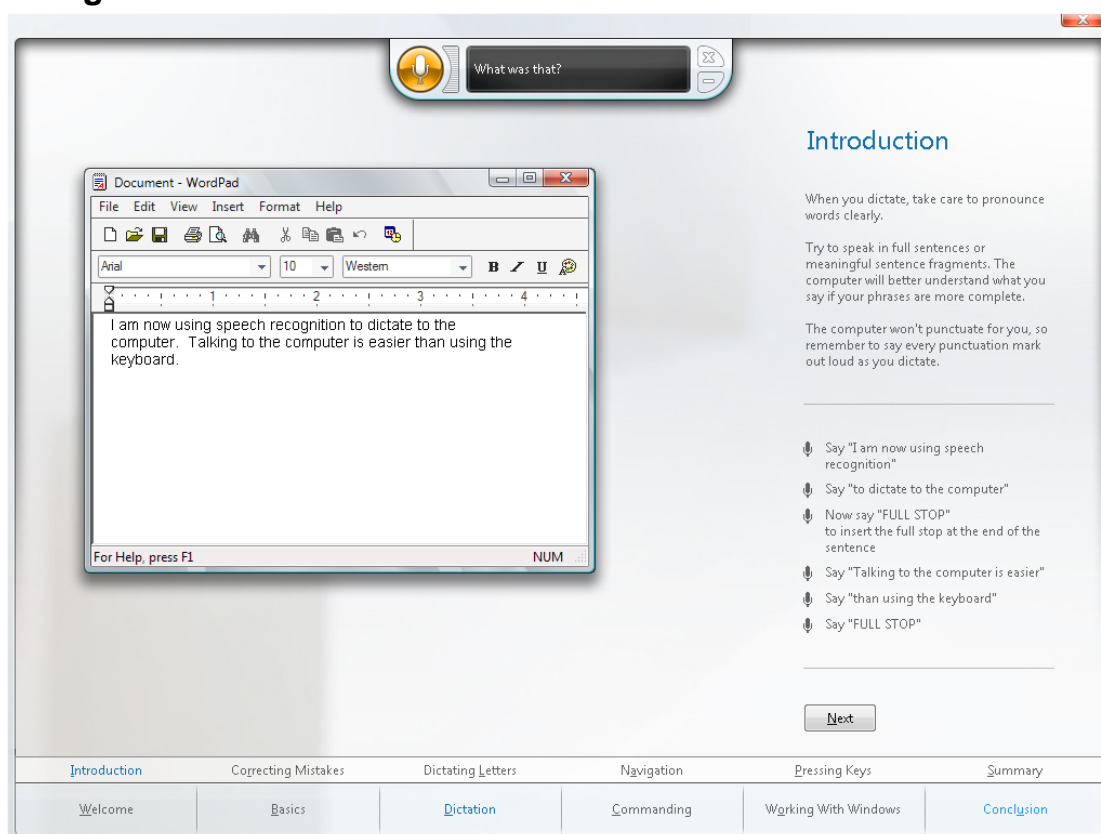 What was that?
Introduction
When you dictate, take care to pronounce
words clearly.
Try to speak in full sentences or
meaningful sentence fragments. The
computer will better understand what you
say if your phrases are more complete.
The computer won't punctuate for you, so
remember to say every punctuation mark
out loud as you dictate.
Say "I am now using speech
recognition"
Say "to dictate to the computer"
Now say "FULL STOP"
to insert the full stop at the end of the
sentence
Say "Talking to the computer is easier"
Say "than using the keyboard"
Say "FULL STOP"
Next
Document - WordPad
File Edit View Insert Format Help
Arial 10 Western B I U
1 2 3 4
I am now using speech recognition to dictate to the
computer. Talking to the computer is easier than using the
keyboard.
For Help, press F1 NUM
Introduction Correcting Mistakes Dictating Letters Navigation Pressing Keys Summary
Welcome Basics Dictation Commanding Working With Windows Conclusion